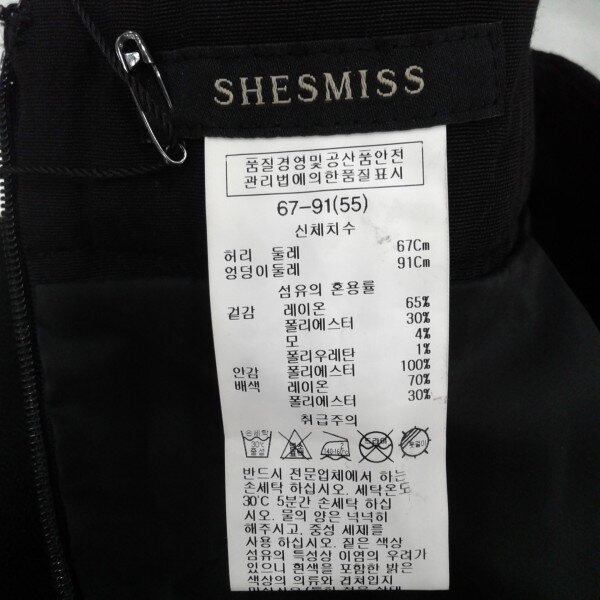 SHESMISS
품질경영및공산품안전
관리법에의한품질표시
67-91(55)
신체치수
허리 둘레 67Cm
엉덩이둘레 91Cm
섬유의 혼용률
겉감 레이온 65%
폴리에스터 30%
모 4%
폴리우레탄 1%
안감 폴리에스터 100%
배색 레이온 70%
폴리에스터 30%
취급주의
손세탁
30℃
중성
반드시 전문업체에서 하는
손세탁 하십시오. 세탁온도
30℃ 5분간 손세탁 하십
시오. 물의 양은 넉넉히
해주시고. 중성 세제를
사용 하십시오. 짙은 색상
섬유의 특성상 이염의 우려가
있으니 흰색을 포함한 밝은
색상의 의류와 겹쳐입지